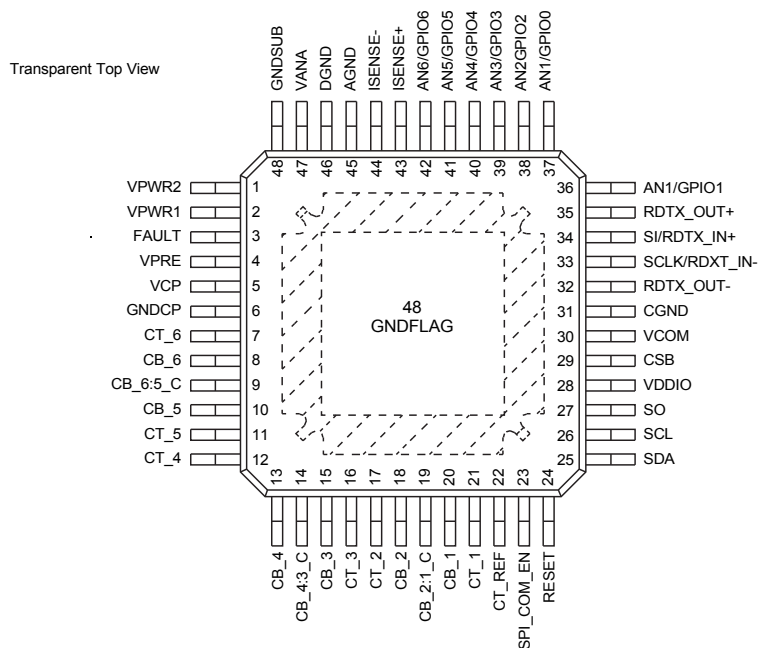 Transparent Top View
GNDSUB
VANA
DGND
AGND
ISENSE-
ISENSE+
AN6/GPIO6
AN5/GPIO5
AN4/GPIO4
AN3/GPIO3
AN2GPIO2
AN1/GPIO0
48
47
46
45
44
43
42
41
40
39
38
37
VPWR2
VPWR1
FAULT
VPRE
VCP
GNDCP
CT_6
CB_6
CB_6:5_C
CB_5
CT_5
CT_4
1
2
3
4
5
6
7
8
9
10
11
12
48
GNDFLAG
36
35
34
33
32
31
30
29
28
27
26
25
AN1/GPIO1
RDTX_OUT+
SI/RDTX_IN+
SCLK/RDXT_IN-
RDTX_OUT-
CGND
VCOM
CSB
VDDIO
SO
SCL
SDA
13
14
15
16
17
18
19
20
21
22
23
24
CB_4
CB_4:3_C
CB_3
CT_3
CT_2
CB_2
CB_2:1_C
CB_1
CT_1
CT_REF
SPI_COM_EN
RESET